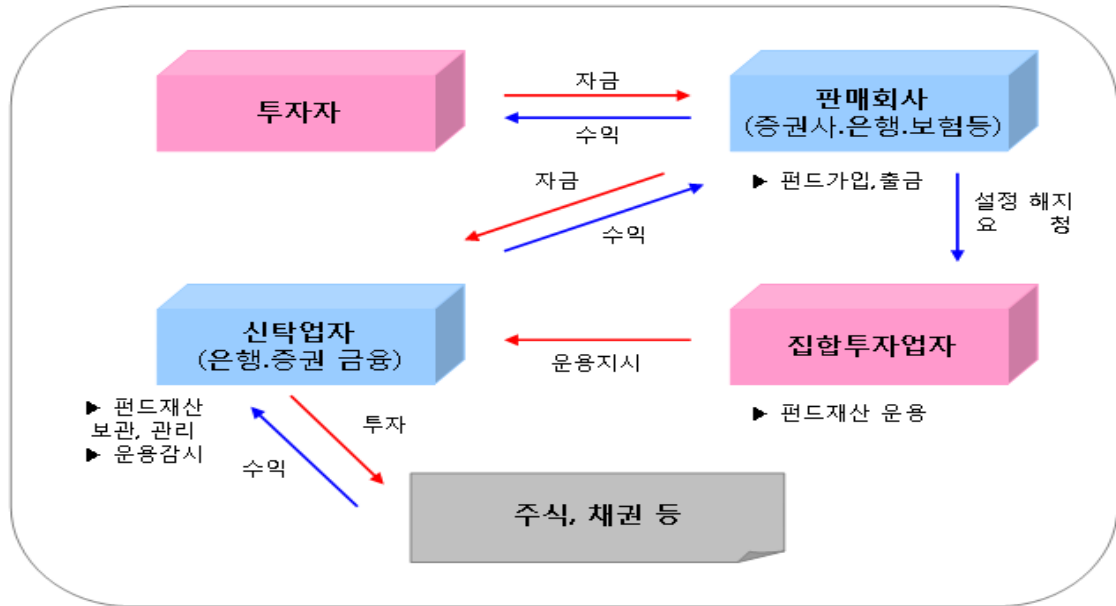 투자자
자금
수익
판매회사
(증권사.은행.보험등)
▶ 펀드가입,출금
자금
수익
설정 해지
요 청
신탁업자
(은행.증권 금융)
운용지시
집합투자업자
▶ 펀드재산
보관, 관리
▶ 운용감시
▶ 펀드재산 운용
투자
수익
주식, 채권 등